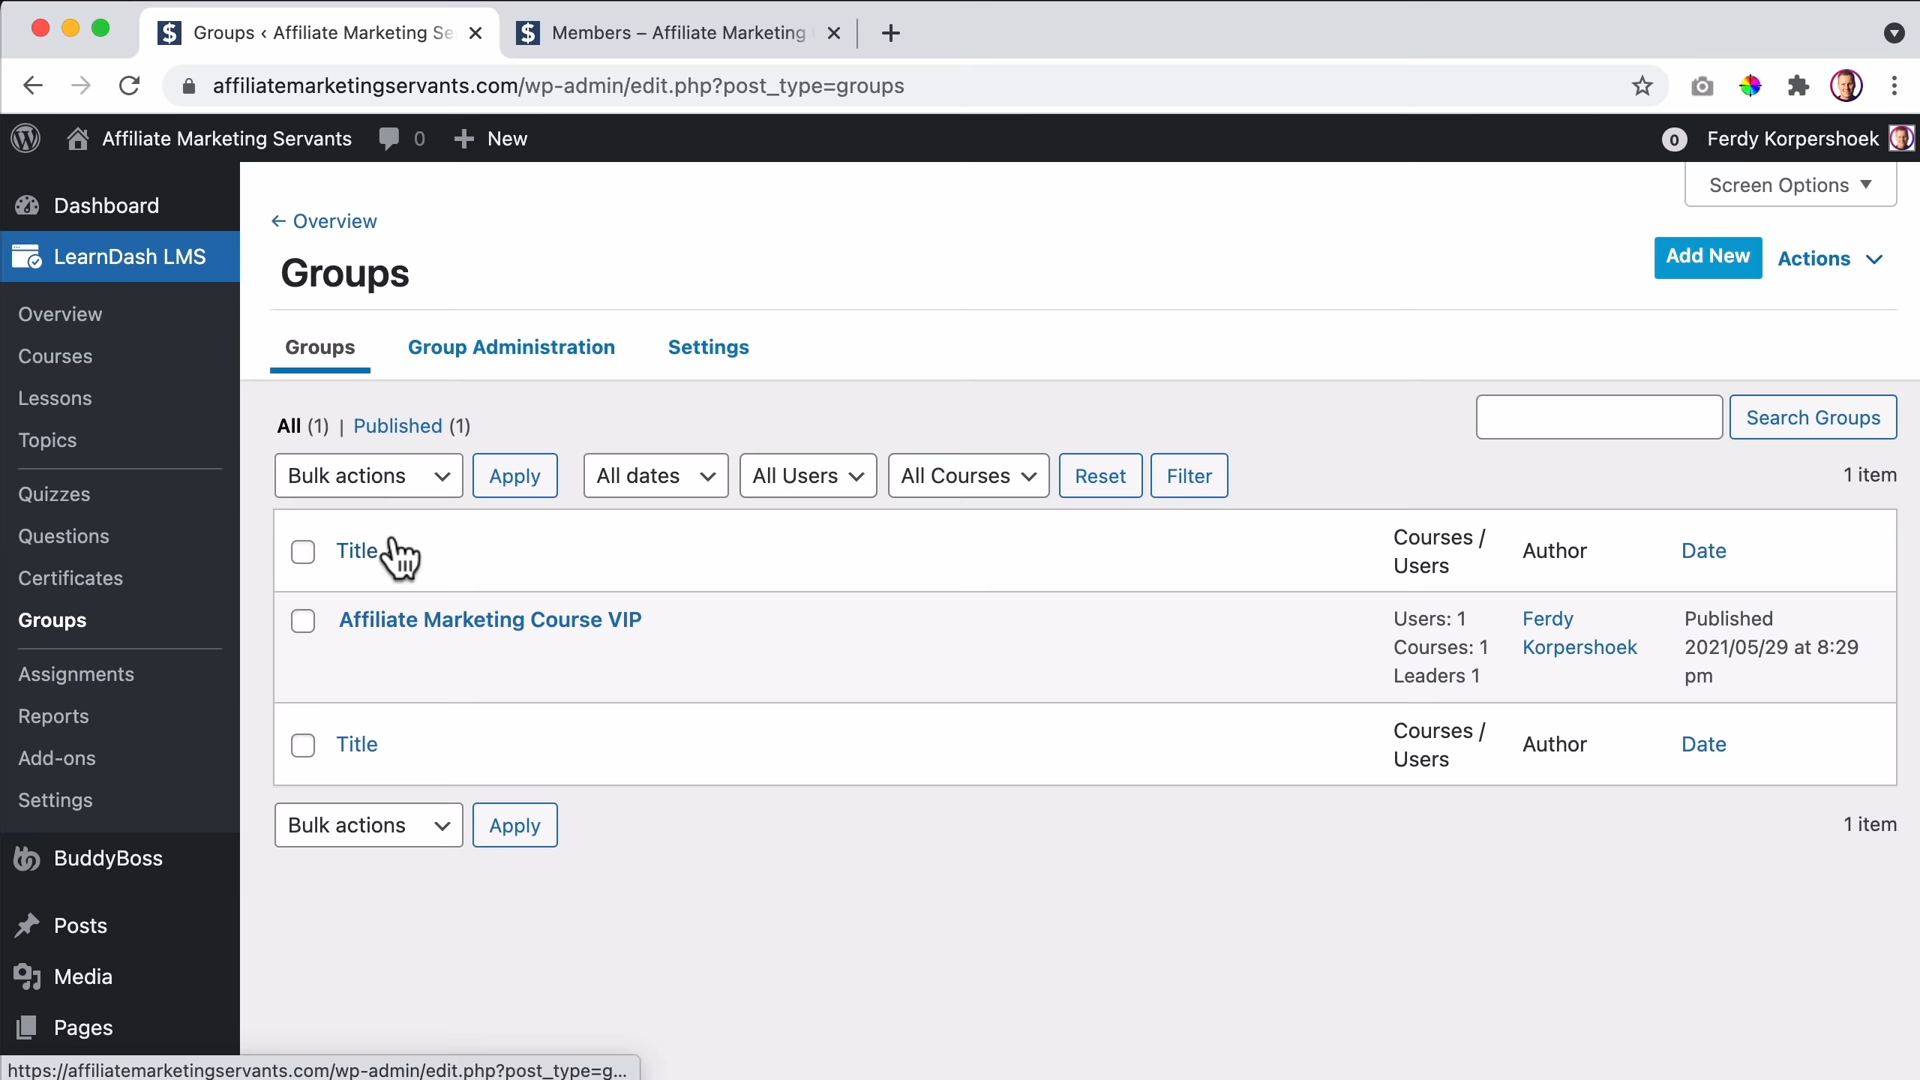 Groups ‹ Affiliate Marketing Se
Members – Affiliate Marketing
affiliatemarketingservants.com/wp-admin/edit.php?post_type=groups
Affiliate Marketing Servants
0
New
0
Ferdy Korpershoek
Dashboard
LearnDash LMS
Overview
Courses
Lessons
Topics
Quizzes
Questions
Certificates
Groups
Assignments
Reports
Add-ons
Settings
BuddyBoss
Posts
Media
Pages
Screen Options
← Overview
Groups
Add New
Actions
Groups
Group Administration
Settings
All (1) | Published (1)
Search Groups
Bulk actions
Apply
All dates
All Users
All Courses
Reset
Filter
1 item
Title
Courses /
Users
Author
Date
Affiliate Marketing Course VIP
Users: 1
Courses: 1
Leaders 1
Ferdy
Korpershoek
Published
2021/05/29 at 8:29
pm
Title
Courses /
Users
Author
Date
Bulk actions
Apply
1 item
https://affiliatemarketingservants.com/wp-admin/edit.php?post_type=g...